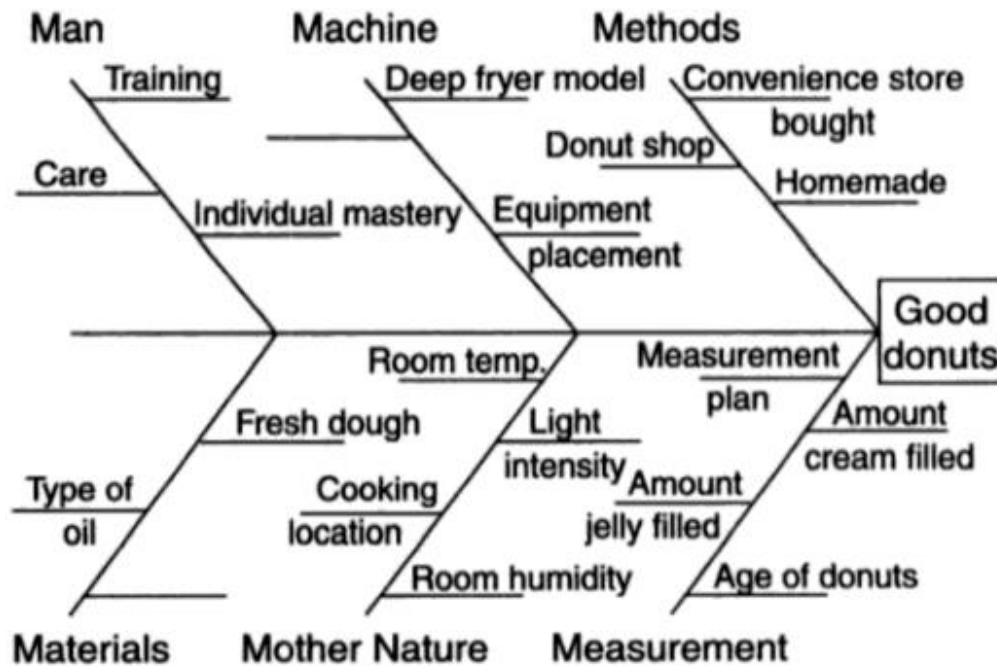 Man
Machine
Methods
Training
Deep fryer model
Convenience store
bought
Donut shop
Care
Homemade
Individual mastery
Equipment
placement
Good
donuts
Room temp.
Measurement
plan
Fresh dough
Light
intensity
Amount
cream filled
Type of
oil
Cooking
location
Amount
jelly filled
Room humidity
Age of donuts
Materials
Mother Nature
Measurement